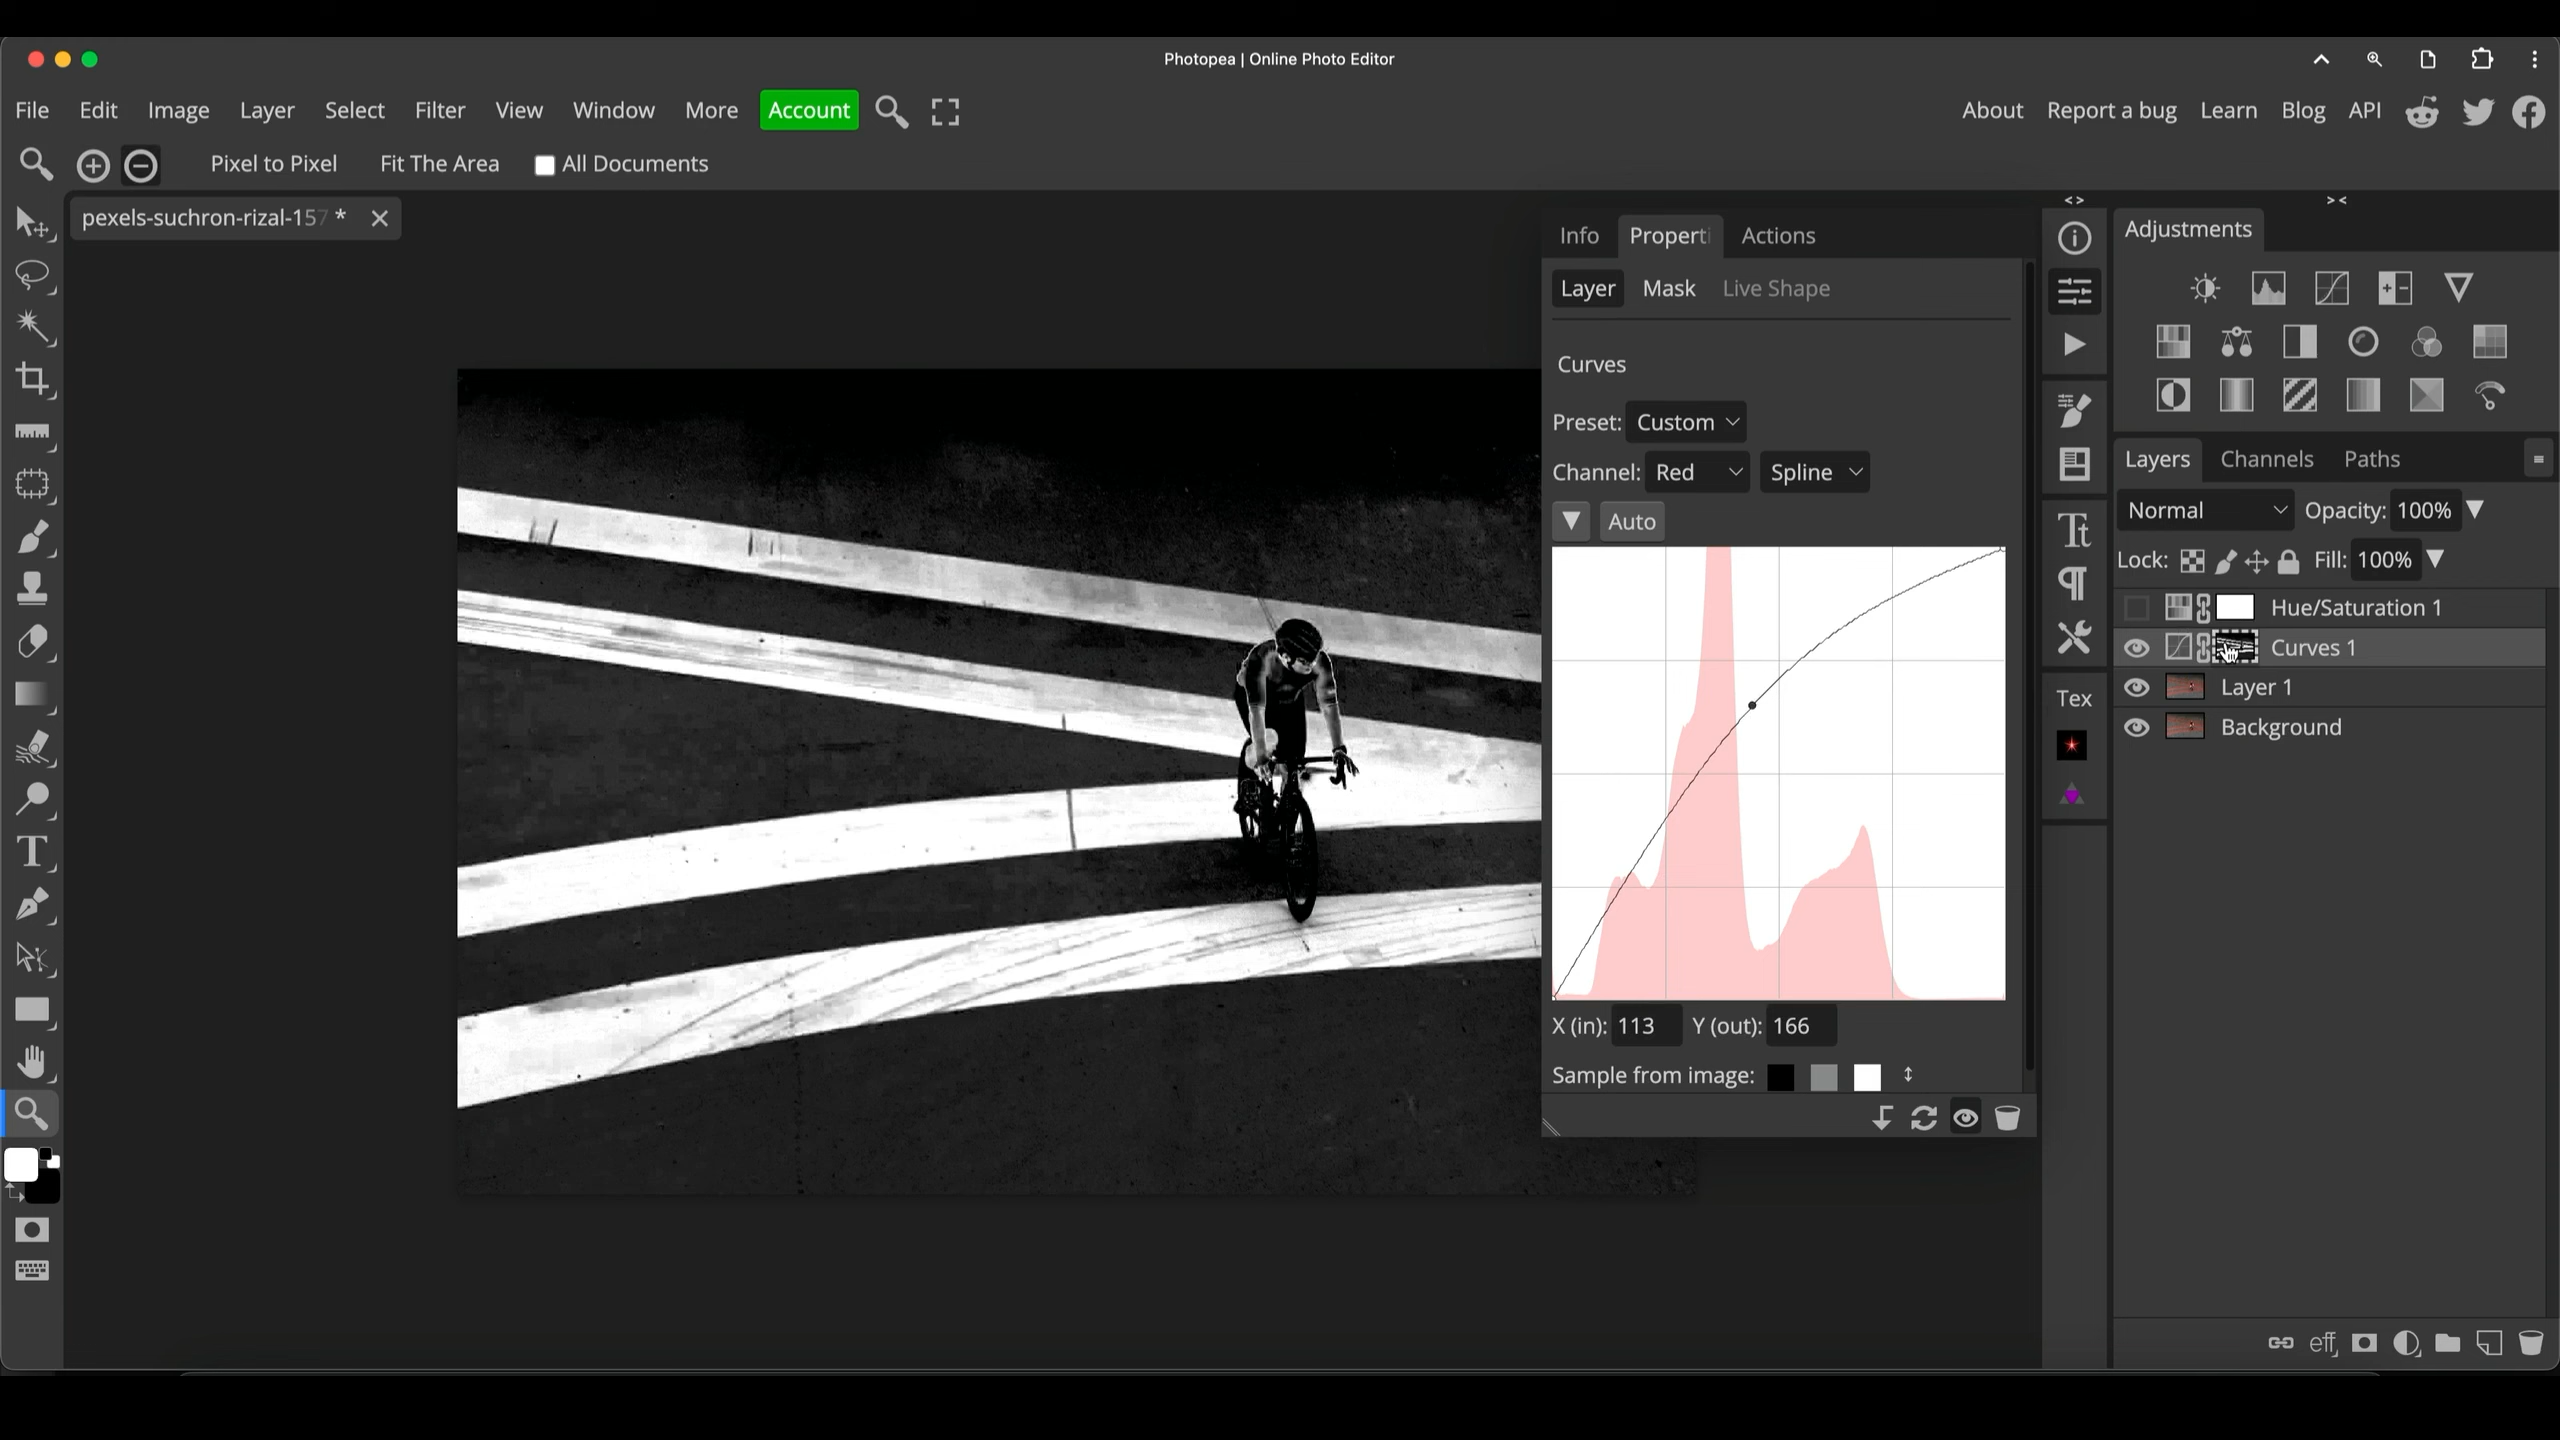 Photopea | Online Photo Editor
File Edit Image Layer Select Filter View Window More Account About Report a bug Learn Blog API
Pixel to Pixel Fit The Area All Documents
pexels-suchron-rizal-157 *
Info Properti Actions
Layer Mask Live Shape
Curves
Preset: Custom
Channel: Red Spline
Auto
X (in): 113 Y (out): 166
Sample from image:
Tex
Adjustments
Layers Channels Paths
Normal Opacity: 100%
Lock: Fill: 100%
Hue/Saturation 1
Curves 1
Layer 1
Background
eff